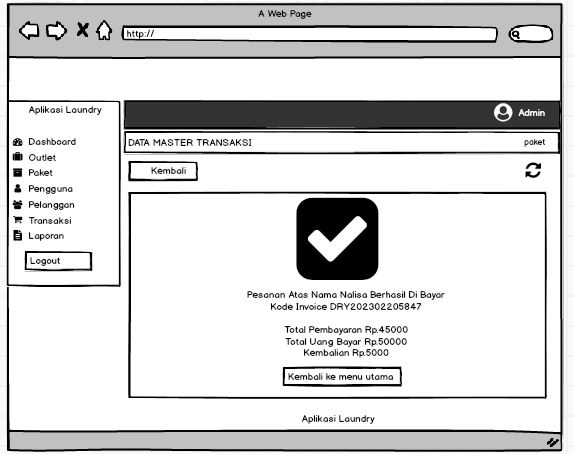 A Web Page
http://
Aplikasi Laundry
Dashboard
Outlet
Paket
Pengguna
Pelanggan
Transaksi
Laporan
Logout
Admin
DATA MASTER TRANSAKSI
paket
Kembali
Pesanan Atas Nama Nalisa Berhasil Di Bayar
Kode Invoice DRY202302205847
Total Pembayaran Rp.45000
Total Uang Bayar Rp.50000
Kembalian Rp.5000
Kembali ke menu utama
Aplikasi Laundry